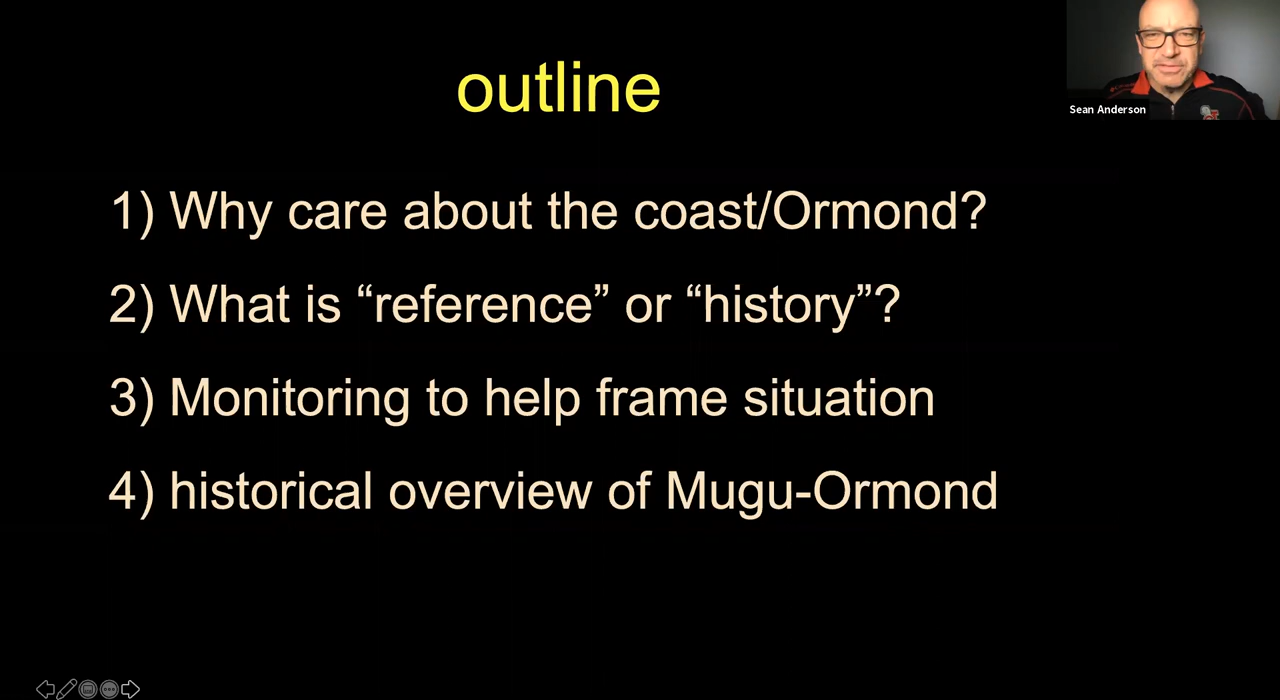 outline
Sean Anderson
1) Why care about the coast/Ormond?
2) What is “reference” or “history”?
3) Monitoring to help frame situation
4) historical overview of Mugu-Ormond